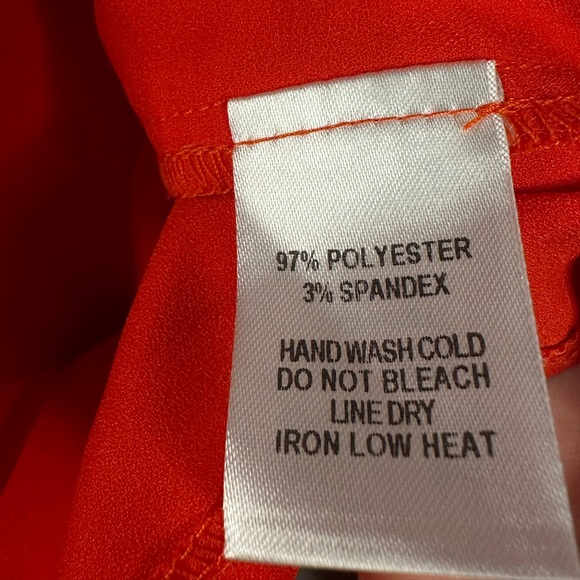 97% POLYESTER
3% SPANDEX
HAND WASH COLD
DO NOT BLEACH
LINE DRY
IRON LOW HEAT